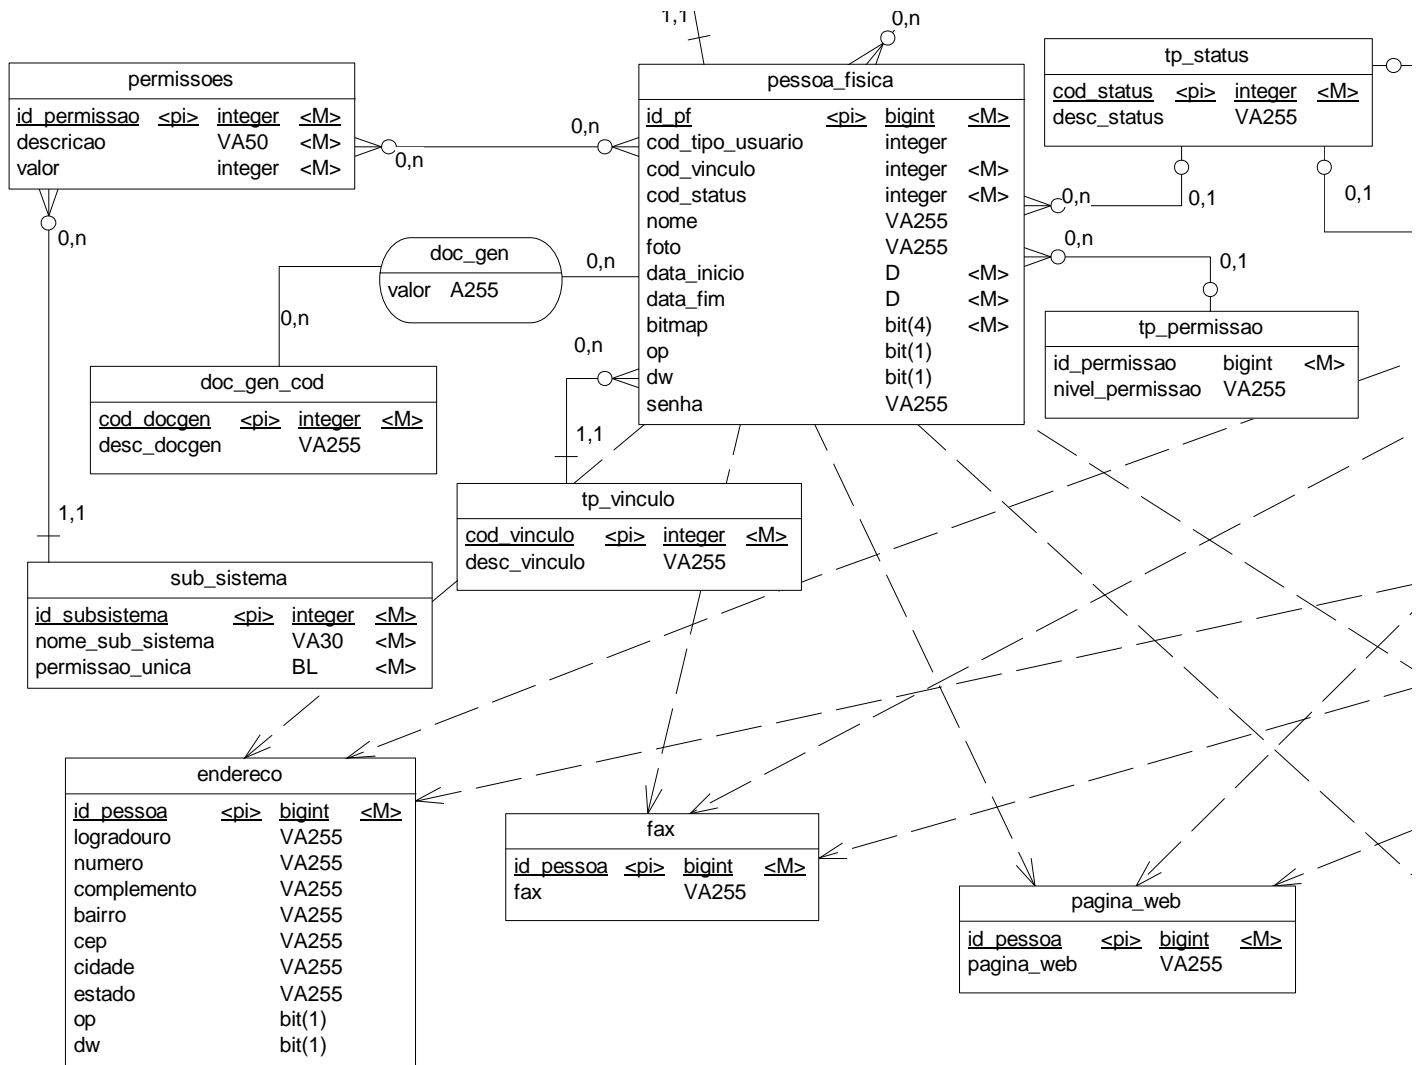 1,1
0,n
permissoes
id_permissao <pi> integer <M>
descricao VA50 <M>
valor integer <M>
0,n
0,n
0,n
pessoa_fisica
id_pf <pi> bigint <M>
cod_tipo_usuario integer
cod_vinculo integer <M>
cod_status integer <M>
nome VA255
foto VA255
data_inicio D <M>
data_fim D <M>
bitmap bit(4) <M>
op bit(1)
dw bit(1)
senha VA255
tp_status
cod_status <pi> integer <M>
desc_status VA255
0,n
0,1
0,1
0,n
0,1
tp_permissao
id_permissao bigint <M>
nivel_permissao VA255
doc_gen
valor A255
0,n
0,n
doc_gen_cod
cod_docgen <pi> integer <M>
desc_docgen VA255
0,n
1,1
tp_vinculo
cod_vinculo <pi> integer <M>
desc_vinculo VA255
1,1
sub_sistema
id_subsistema <pi> integer <M>
nome_sub_sistema VA30 <M>
permissao_unica BL <M>
endereco
id_pessoa <pi> bigint <M>
logradouro VA255
numero VA255
complemento VA255
bairro VA255
cep VA255
cidade VA255
estado VA255
op bit(1)
dw bit(1)
fax
id_pessoa <pi> bigint <M>
fax VA255
pagina_web
id_pessoa <pi> bigint <M>
pagina_web VA255